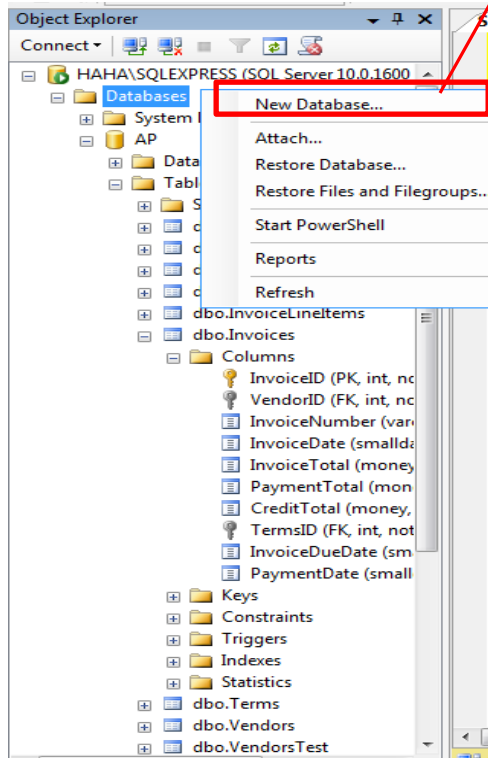 Object Explorer
Connect
HAHA\SQLEXPRESS (SQL Server 10.0.1600
Databases
New Database...
System
AP
Attach...
Data
Restore Database...
Tabl
Restore Files and Filegroups...
S
Start PowerShell
Reports
Refresh
dbo.InvoiceLineItems
dbo.Invoices
Columns
InvoiceID (PK, int, nc
VendorID (FK, int, nc
InvoiceNumber (var
InvoiceDate (smallda
InvoiceTotal (money
PaymentTotal (mon
CreditTotal (money,
TermsID (FK, int, not
InvoiceDueDate (sm
PaymentDate (small
Keys
Constraints
Triggers
Indexes
Statistics
dbo.Terms
dbo.Vendors
dbo.VendorsTest